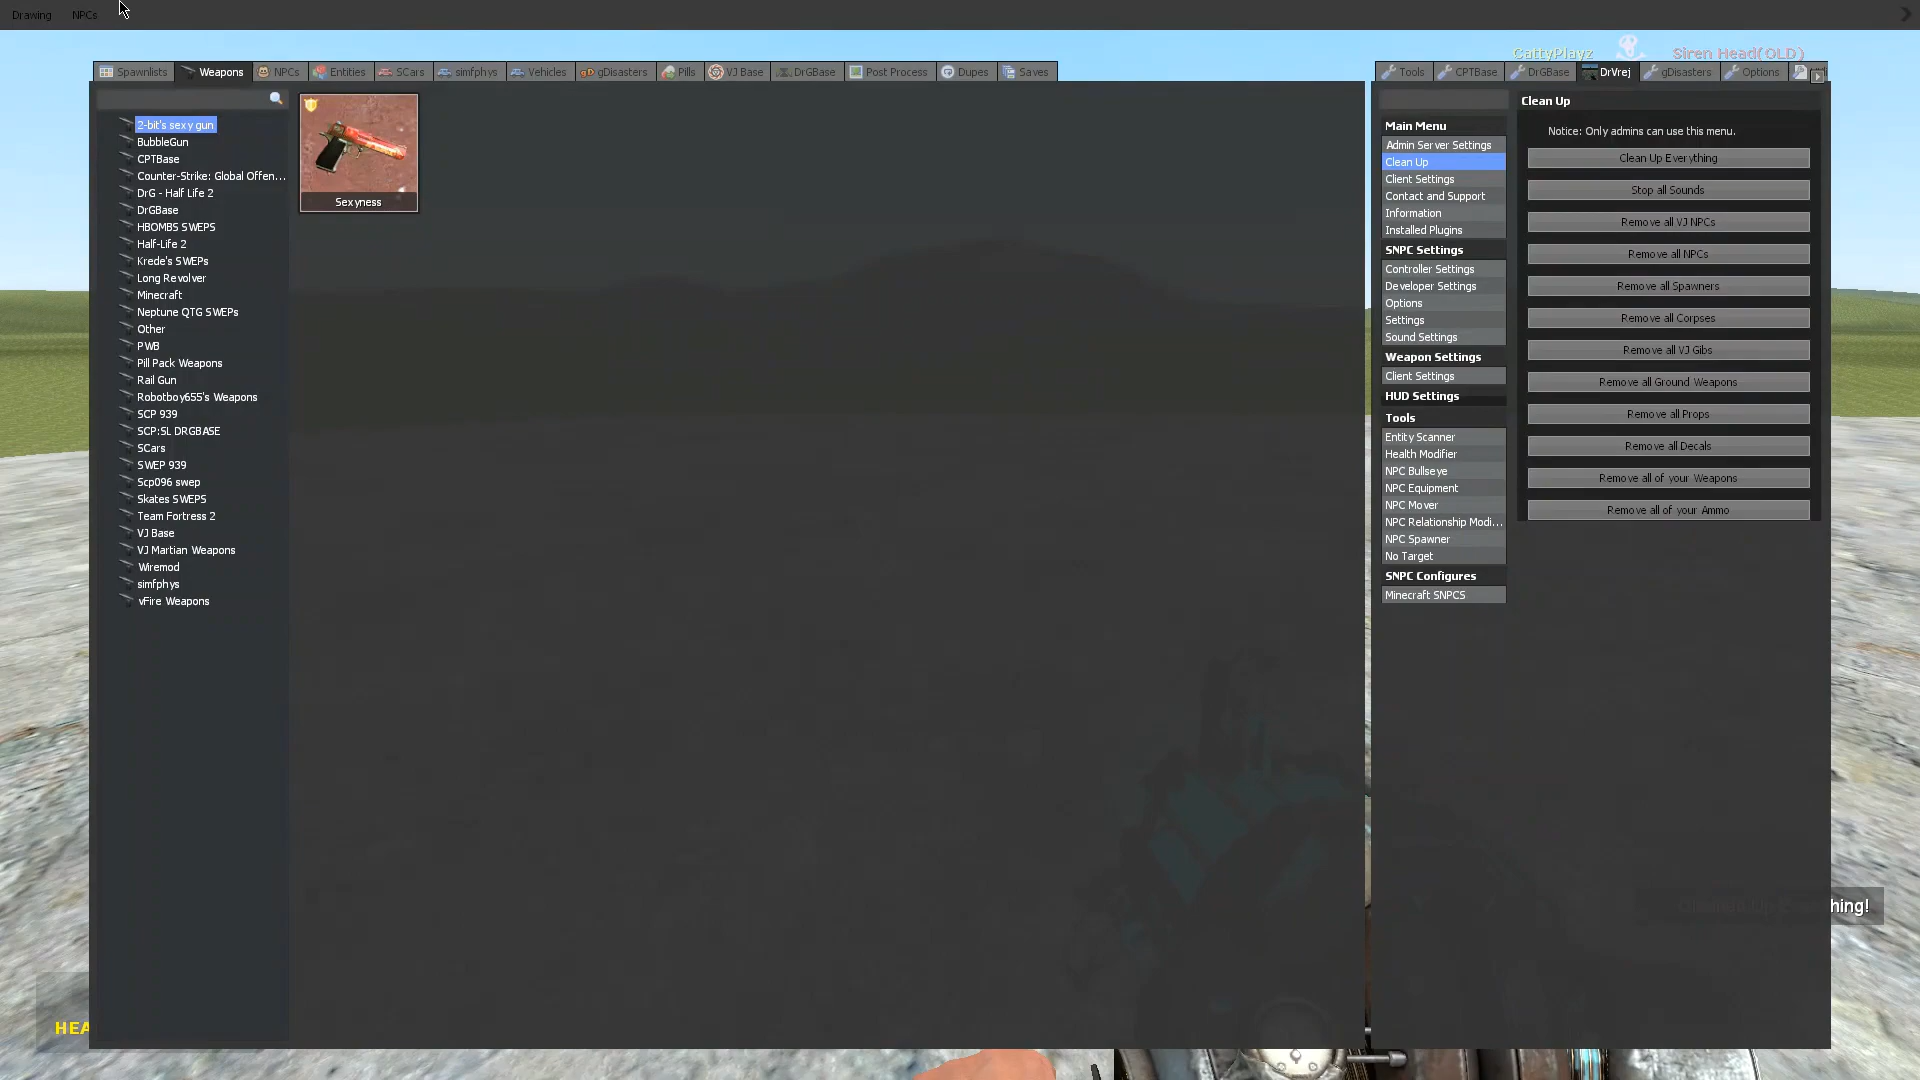 Drawing NPCs
CattyPlayz Siren Head(OLD)
Spawnlists Weapons NPCs Entities SCars simfphys Vehicles gDisasters Pills VJ Base DrGBase Post Process Dupes Saves
2-bit's sexy gun
BubbleGun
CPTBase
Counter-Strike: Global Offen...
DrG - Half Life 2
DrGBase
HBOMBS SWEPS
Half-Life 2
Krede's SWEPs
Long Revolver
Minecraft
Neptune QTG SWEPs
Other
PWB
Pill Pack Weapons
Rail Gun
Robotboy655's Weapons
SCP 939
SCP:SL DRGBASE
SCars
SWEP 939
Scp096 swep
Skates SWEPS
Team Fortress 2
VJ Base
VJ Martian Weapons
Wiremod
simfphys
vFire Weapons
Sexyness
Tools CPTBase DrGBase DrVrej gDisasters Options
Main Menu
Admin Server Settings
Clean Up
Client Settings
Contact and Support
Information
Installed Plugins
SNPC Settings
Controller Settings
Developer Settings
Options
Settings
Sound Settings
Weapon Settings
Client Settings
HUD Settings
Tools
Entity Scanner
Health Modifier
NPC Bullseye
NPC Equipment
NPC Mover
NPC Relationship Modi...
NPC Spawner
No Target
SNPC Configures
Minecraft SNPCS
Clean Up
Notice: Only admins can use this menu.
Clean Up Everything
Stop all Sounds
Remove all VJ NPCs
Remove all NPCs
Remove all Spawners
Remove all Corpses
Remove all VJ Gibs
Remove all Ground Weapons
Remove all Props
Remove all Decals
Remove all of your Weapons
Remove all of your Ammo
hing!
HEA